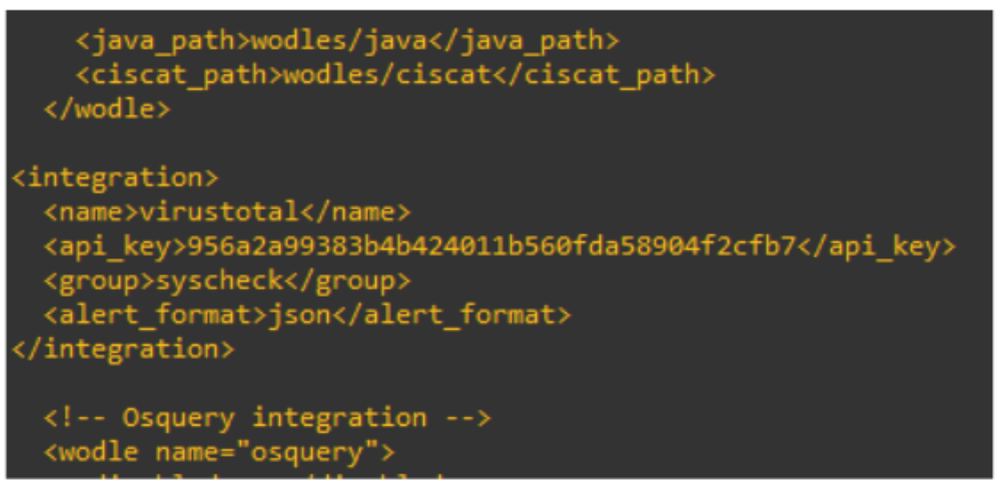 <java_path>wodles/java</java_path>
<ciscat_path>wodles/ciscat</ciscat_path>
</wodle>
<integration>
<name>virustotal</name>
<api_key>956a2a99383b4b424011b560fda58904f2cfb7</api_key>
<group>syscheck</group>
<alert_format>json</alert_format>
</integration>
<!-- Osquery integration -->
<wodle name="osquery">